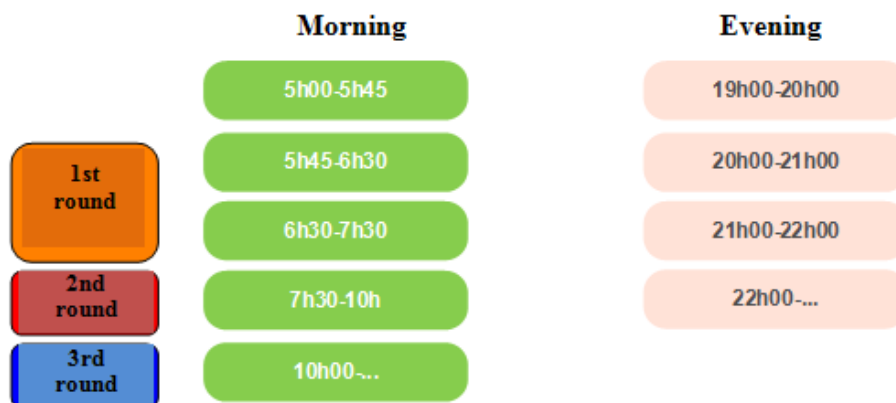 Morning
Evening
5h00-5h45
19h00-20h00
1st
round
5h45-6h30
20h00-21h00
6h30-7h30
21h00-22h00
2nd
round
7h30-10h
22h00-...
3rd
round
10h00-...